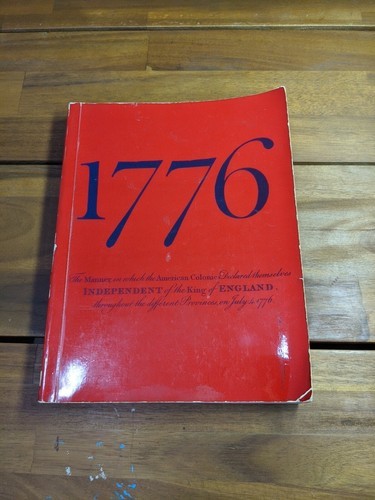 1776
The Manner, in which the American Colonies Declared themselves
INDEPENDENT of the King of ENGLAND,
throughout the different Provinces, on July 4, 1776.